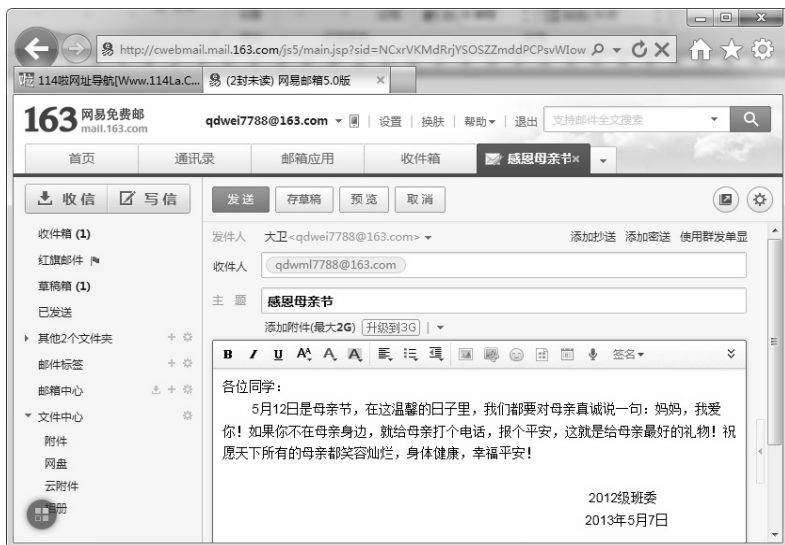 http://cwebmail.mail.163.com/js5/main.jsp?sid=NCxrVKMdRrjYSOSZZmddPCPsvWIow
114啦网址导航[Www.114La.C...
(2封未读) 网易邮箱5.0版
163 网易免费邮
mail.163.com
qdwei7788@163.com
设置 | 换肤 | 帮助 | 退出
支持邮件全文搜索
首页 通讯录 邮箱应用 收件箱 感恩母亲节
收信 写信
发送 存草稿 预览 取消
收件箱 (1)
红旗邮件
草稿箱 (1)
已发送
其他2个文件夹
邮件标签
邮箱中心
文件中心
附件
网盘
云附件
相册
发件人 大卫<qdwei7788@163.com>
添加抄送 添加密送 使用群发单显
收件人 qdwml7788@163.com
主 题 感恩母亲节
添加附件(最大2G) 升级到3G |
B I U A A A 签名
各位同学：
5月12日是母亲节，在这温馨的日子里，我们都要对母亲真诚说一句：妈妈，我爱
你！如果你不在母亲身边，就给母亲打个电话，报个平安，这就是给母亲最好的礼物！祝
愿天下所有的母亲都笑容灿烂，身体健康，幸福平安！
2012级班委
2013年5月7日